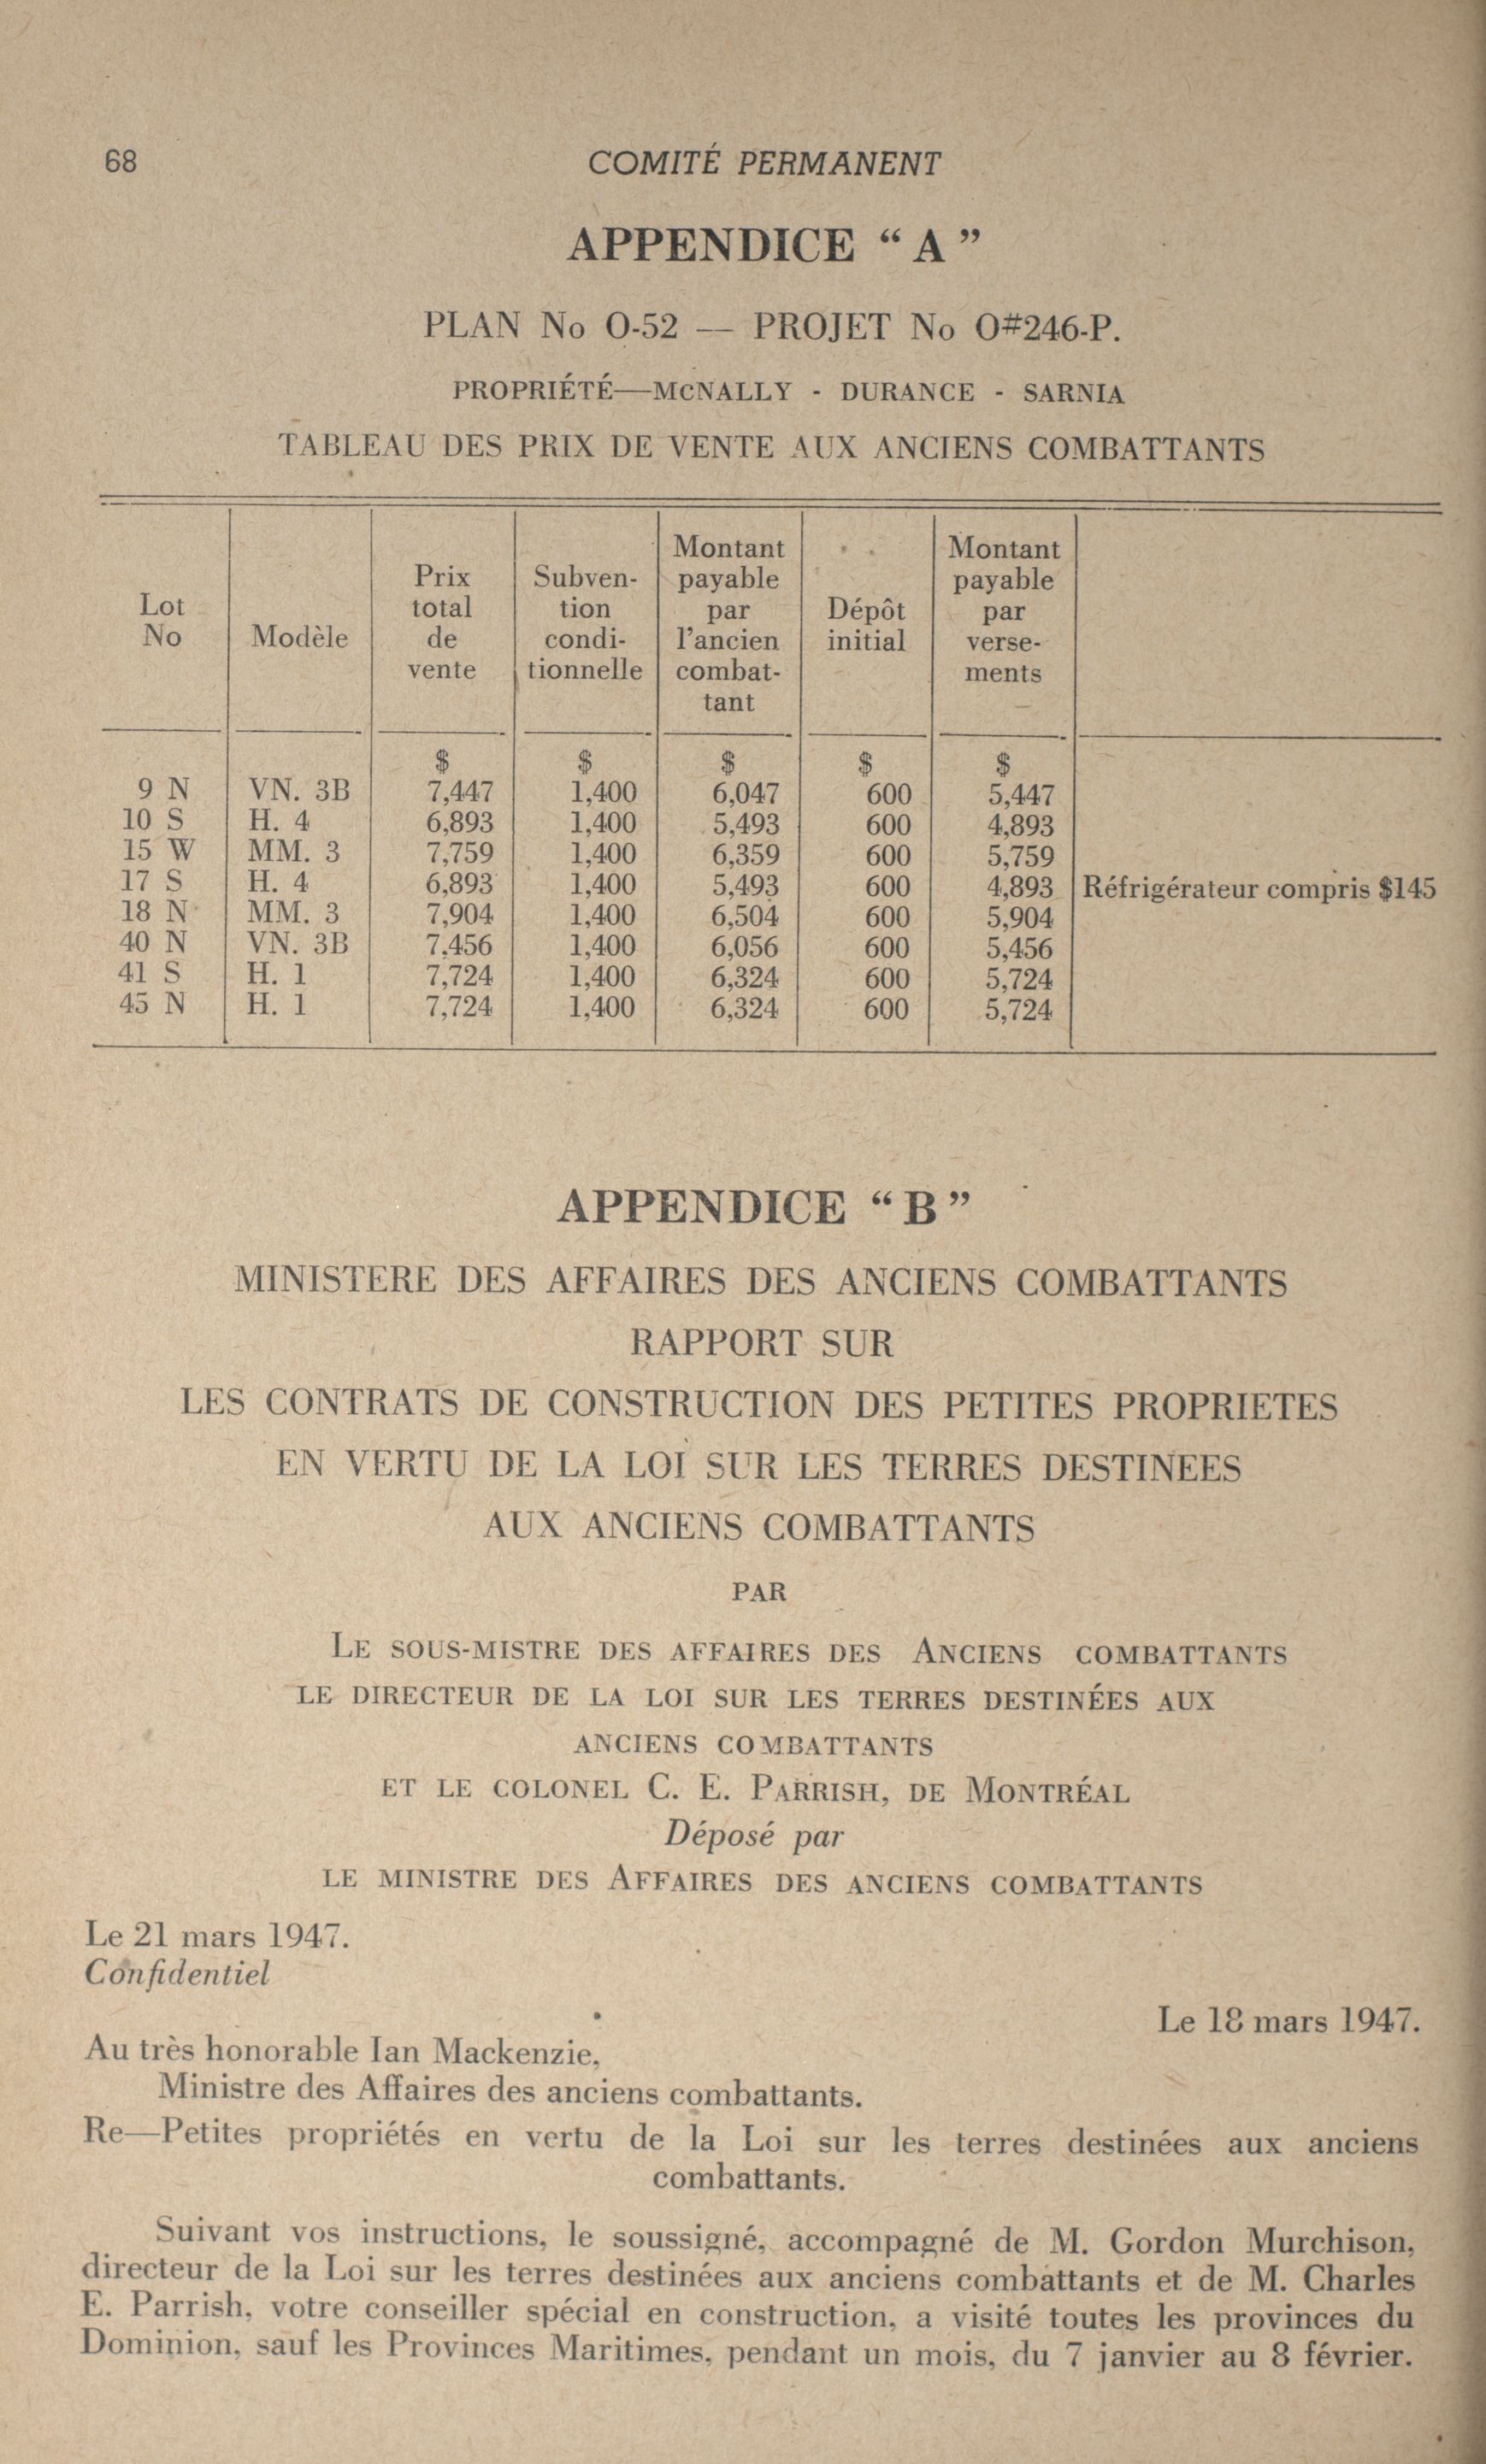 68 COMITÉ PERMANENT
APPENDICE “ A ”
PLAN No O-52 — PROJET No O#246-P.
PROPRIÉTÉ—McNALLY - DURANCE - SARNIA
TABLEAU DES PRIX DE VENTE AUX ANCIENS COMBATTANTS
Lot No
Modèle
Prix total de vente
Subven- tion condi- tionnelle
Montant payable par l’ancien combat- tant
Dépôt initial
Montant payable par verse- ments
$ $ $ $ $
9 N VN. 3B 7,447 1,400 6,047 600 5,447
10 S H. 4 6,893 1,400 5,493 600 4,893
15 W MM. 3 7,759 1,400 6,359 600 5,759
17 S H. 4 6,893 1,400 5,493 600 4,893 Réfrigérateur compris $145
18 N MM. 3 7,904 1,400 6,504 600 5,904
40 N VN. 3B 7,456 1,400 6,056 600 5,456
41 S H. 1 7,724 1,400 6,324 600 5,724
45 N H. 1 7,724 1,400 6,324 600 5,724
APPENDICE “ B ”
MINISTERE DES AFFAIRES DES ANCIENS COMBATTANTS
RAPPORT SUR
LES CONTRATS DE CONSTRUCTION DES PETITES PROPRIETES
EN VERTU DE LA LOI SUR LES TERRES DESTINEES
AUX ANCIENS COMBATTANTS
PAR
LE SOUS-MISTRE DES AFFAIRES DES ANCIENS COMBATTANTS
LE DIRECTEUR DE LA LOI SUR LES TERRES DESTINÉES AUX
ANCIENS COMBATTANTS
ET LE COLONEL C. E. PARRISH, DE MONTRÉAL
Déposé par
LE MINISTRE DES AFFAIRES DES ANCIENS COMBATTANTS
Le 21 mars 1947.
Confidentiel
Le 18 mars 1947.
Au très honorable Ian Mackenzie,
Ministre des Affaires des anciens combattants.
Re—Petites propriétés en vertu de la Loi sur les terres destinées aux anciens
combattants.
Suivant vos instructions, le soussigné, accompagné de M. Gordon Murchison,
directeur de la Loi sur les terres destinées aux anciens combattants et de M. Charles
E. Parrish, votre conseiller spécial en construction, a visité toutes les provinces du
Dominion, sauf les Provinces Maritimes, pendant un mois, du 7 janvier au 8 février.